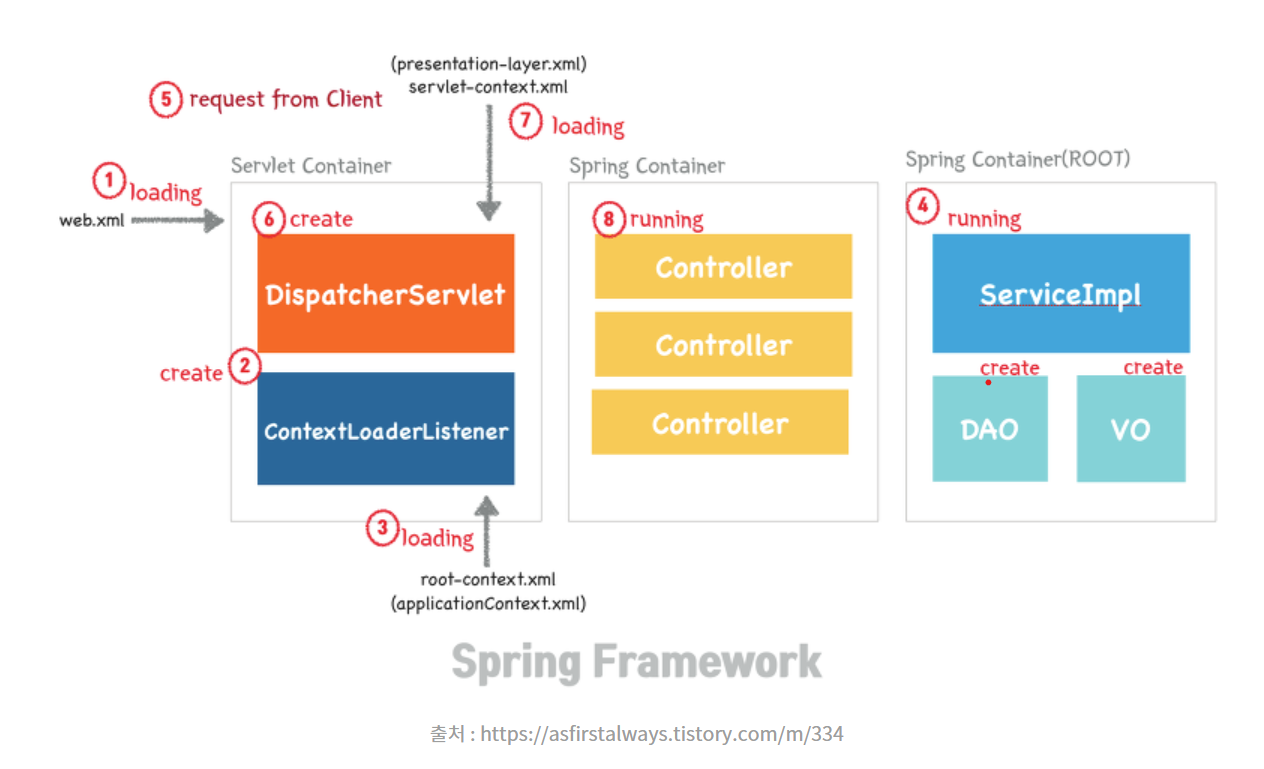 (presentation-layer.xml)
servlet-context.xml
5 request from Client
7 loading
Servlet Container
Spring Container
Spring Container(ROOT)
1 loading
web.xml
6 create
8 running
4 running
DispatcherServlet
Controller
ServiceImpl
Controller
create 2
create
create
ContextLoaderListener
Controller
DAO
VO
3 loading
root-context.xml
(applicationContext.xml)
Spring Framework
출처 : https://asfirstalways.tistory.com/m/334